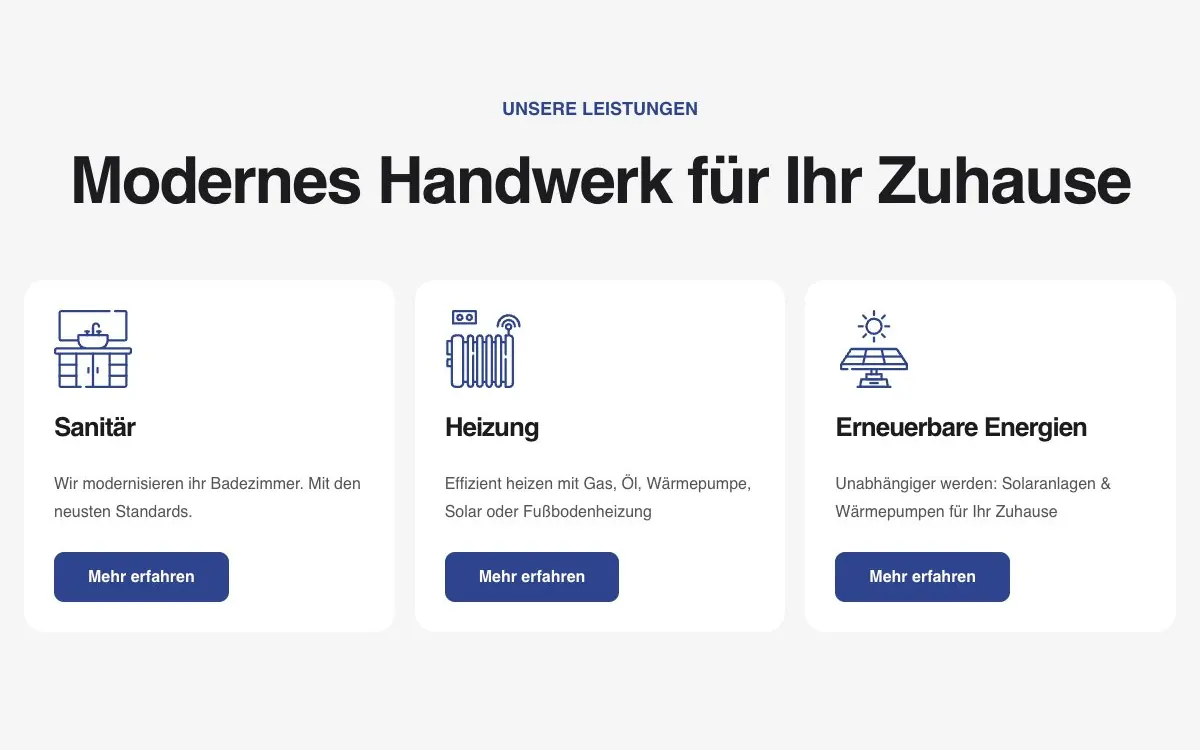 UNSERE LEISTUNGEN
Modernes Handwerk für Ihr Zuhause
Sanitär
Wir modernisieren ihr Badezimmer. Mit den
neusten Standards.
Mehr erfahren
Heizung
Effizient heizen mit Gas, Öl, Wärmepumpe,
Solar oder Fußbodenheizung
Mehr erfahren
Erneuerbare Energien
Unabhängiger werden: Solaranlagen &
Wärmepumpen für Ihr Zuhause
Mehr erfahren